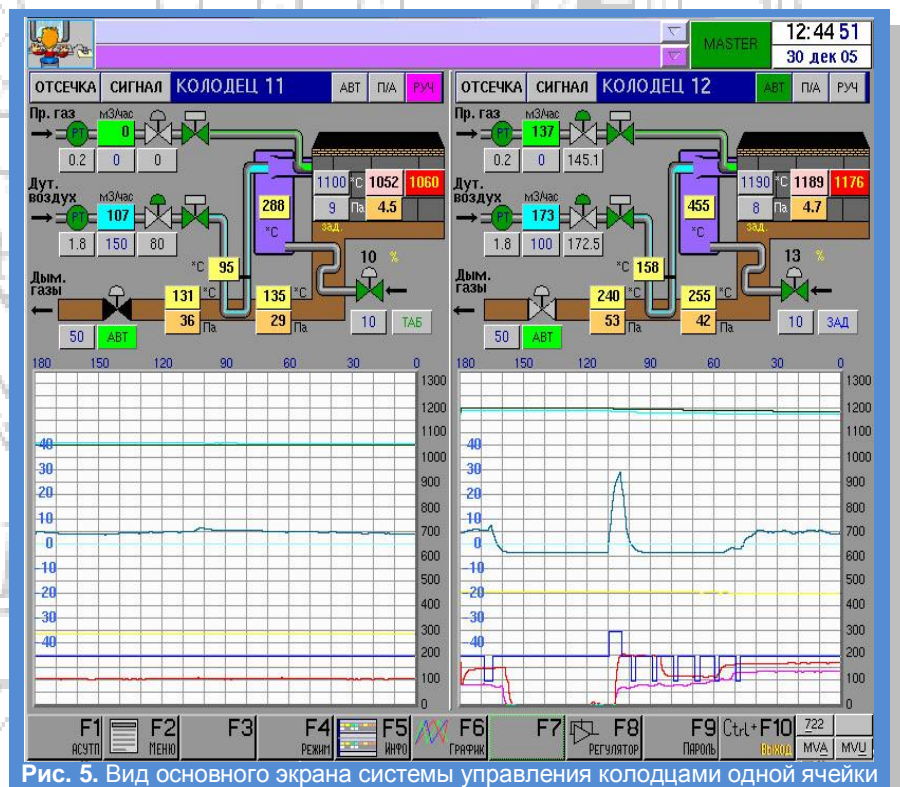 MASTER
12:44 51
30 дек 05
ОТСЕЧКА СИГНАЛ КОЛОДЕЦ 11 АВТ П/А РУЧ
Пр. газ м3/час
РТ 0
0.2 0 0
1100 °C 1052 1060
9 Па 4.5
зад.
Дут.
воздух м3/час
РТ 107
1.8 150 80
288
°C
°C 95
10 %
Дым.
газы
131 °C 135 °C
36 Па 29 Па
50 АВТ
10 ТАБ
180 150 120 90 60 30 0
1300
1200
1100
1000
900
800
700
600
500
400
300
200
100
0
40
30
20
10
0
-10
-20
-30
-40
ОТСЕЧКА СИГНАЛ КОЛОДЕЦ 12 АВТ П/А РУЧ
Пр. газ м3/час
РТ 137
0.2 0 145.1
1190 °C 1189 1176
8 Па 4.7
зад.
Дут.
воздух м3/час
РТ 173
1.8 100 172.5
455
°C
°C 158
13 %
Дым.
газы
240 °C 255 °C
53 Па 42 Па
50 АВТ
10 ЗАД
180 150 120 90 60 30 0
1300
1200
1100
1000
900
800
700
600
500
400
300
200
100
0
40
30
20
10
0
-10
-20
-30
-40
F1 АСУТП
F2 МЕНЮ
F3
F4 РЕЖИМ
F5 ИНФО
F6 ГРАФИК
F7
F8 РЕГУЛЯТОР
F9 ПАРОЛЬ
Ctrl+F10 ВЫХОД
722
MVA MVU
Рис. 5. Вид основного экрана системы управления колодцами одной ячейки